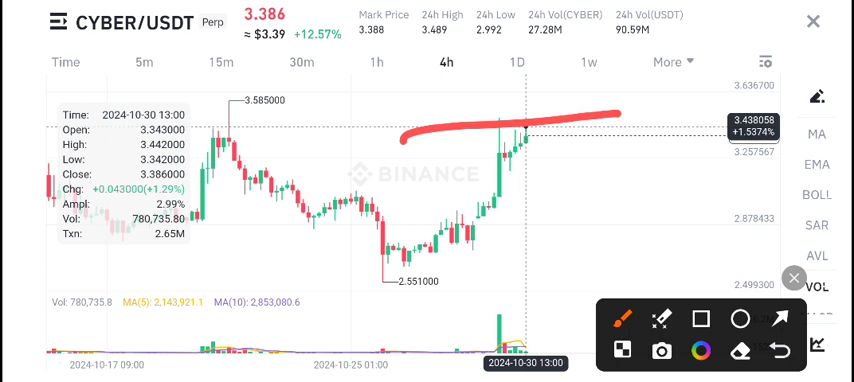 CYBER/USDT Perp
3.386
≈ $3.39 +12.57%
Mark Price 24h High 24h Low 24h Vol(CYBER) 24h Vol(USDT)
3.388 3.489 2.992 27.28M 90.59M
Time 5m 15m 30m 1h 4h 1D 1w More
3.636700
Time: 2024-10-30 13:00
Open: 3.343000
High: 3.442000
Low: 3.342000
Close: 3.386000
Chg: +0.043000(+1.29%)
Ampl: 2.99%
Vol: 780,735.80
Txn: 2.65M
3.585000
3.438058
+1.5374%
3.257567
BINANCE
2.878433
2.551000
2.499300
MA
EMA
BOLL
SAR
AVL
VOL
Vol: 780,735.8 MA(5): 2,143,921.1 MA(10): 2,853,080.6
2024-10-17 09:00 2024-10-25 01:00 2024-10-30 13:00